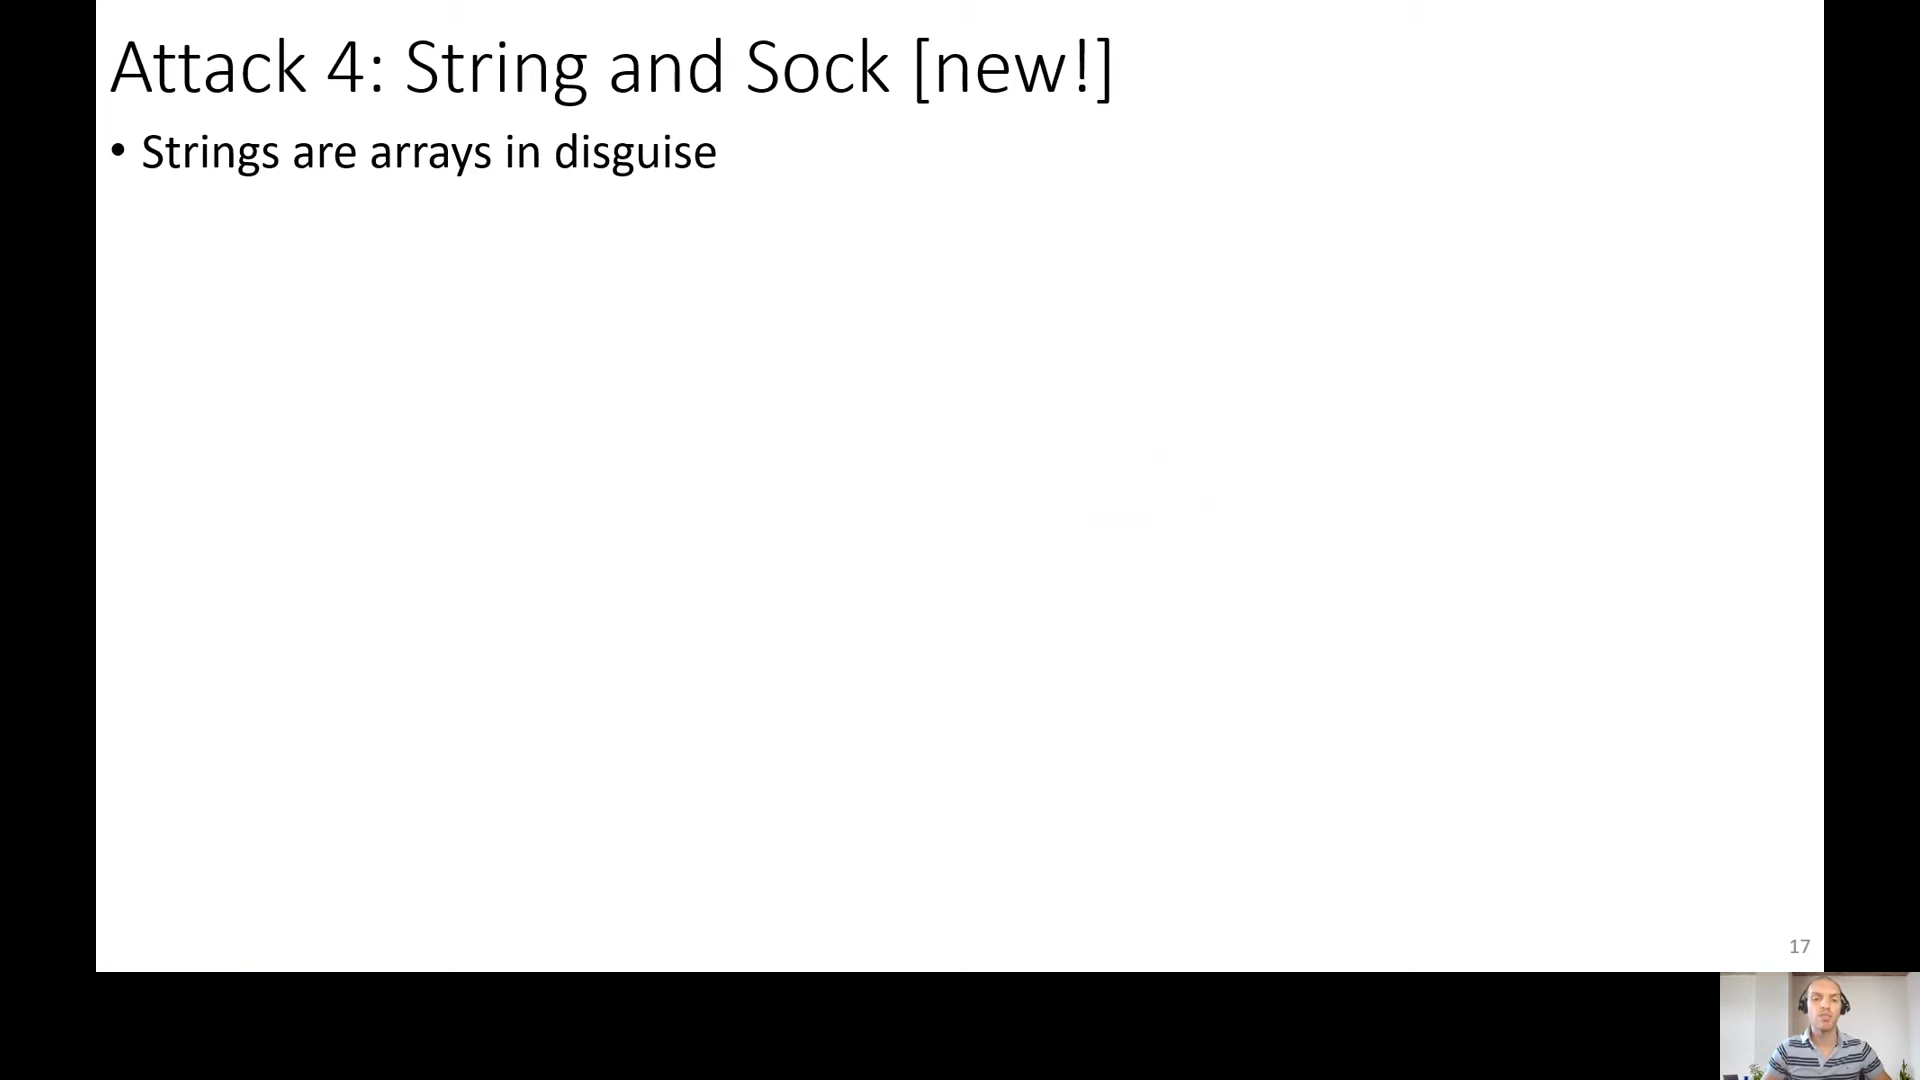 Attack 4: String and Sock [new!]
• Strings are arrays in disguise
17